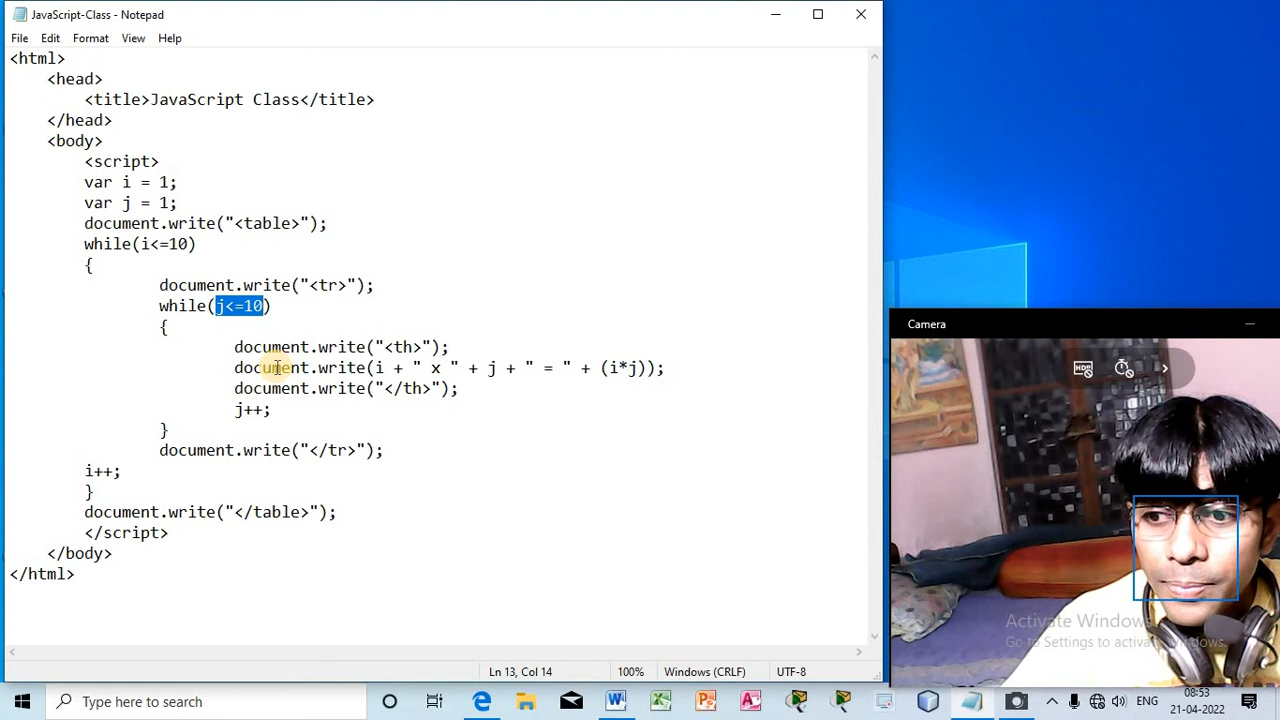 JavaScript-Class - Notepad
File Edit Format View Help
<html>
<head>
<title>JavaScript Class</title>
</head>
<body>
<script>
var i = 1;
var j = 1;
document.write("<table>");
while(i<=10)
{
document.write("<tr>");
while(j<=10)
{
document.write("<th>");
document.write(i + " x " + j + " = " + (i*j));
document.write("</th>");
j++;
}
document.write("</tr>");
i++;
}
document.write("</table>");
</script>
</body>
</html>
Ln 13, Col 14 100% Windows (CRLF) UTF-8
Camera
HDR
Activate Windows
Go to Settings to activate Windows.
Type here to search
ENG
08:53
21-04-2022